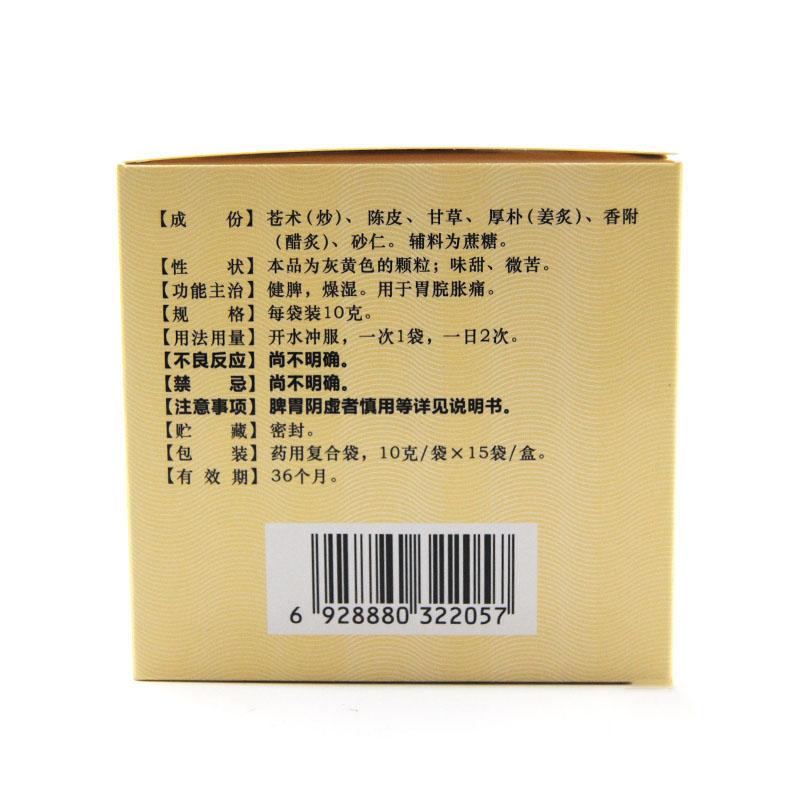 【成　份】苍术(炒)、陈皮、甘草、厚朴(姜炙)、香附
(醋炙)、砂仁。辅料为蔗糖。
【性　状】本品为灰黄色的颗粒；味甜、微苦。
【功能主治】健脾，燥湿。用于胃脘胀痛。
【规　格】每袋装10克。
【用法用量】开水冲服，一次1袋，一日2次。
【不良反应】尚不明确。
【禁　忌】尚不明确。
【注意事项】脾胃阴虚者慎用等详见说明书。
【贮　藏】密封。
【包　装】药用复合袋，10克/袋×15袋/盒。
【有 效 期】36个月。
6 928880 322057